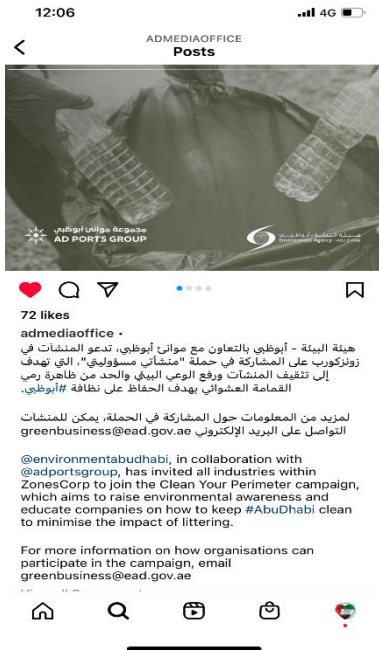 12:06
4G
ADMEDIAOFFICE
Posts
مجموعة موانئ أبوظبي
AD PORTS GROUP
هيئة البيئة - أبوظبي
Environment Agency - ABU DHABI
72 likes
admediaoffice •
هيئة البيئة – أبوظبي بالتعاون مع موانئ أبوظبي، تدعو المنشآت في
زونزكورب على المشاركة في حملة "منشأتي مسؤوليتي"، التي تهدف
إلى تثقيف المنشآت ورفع الوعي البيئي والحد من ظاهرة رمي
القمامة العشوائي بهدف الحفاظ على نظافة #أبوظبي.
لمزيد من المعلومات حول المشاركة في الحملة، يمكن للمنشات
التواصل على البريد الإلكتروني greenbusiness@ead.gov.ae
@environmentabudhabi, in collaboration with
@adportsgroup, has invited all industries within
ZonesCorp to join the Clean Your Perimeter campaign,
which aims to raise environmental awareness and
educate companies on how to keep #AbuDhabi clean
to minimise the impact of littering.
For more information on how organisations can
participate in the campaign, email
greenbusiness@ead.gov.ae